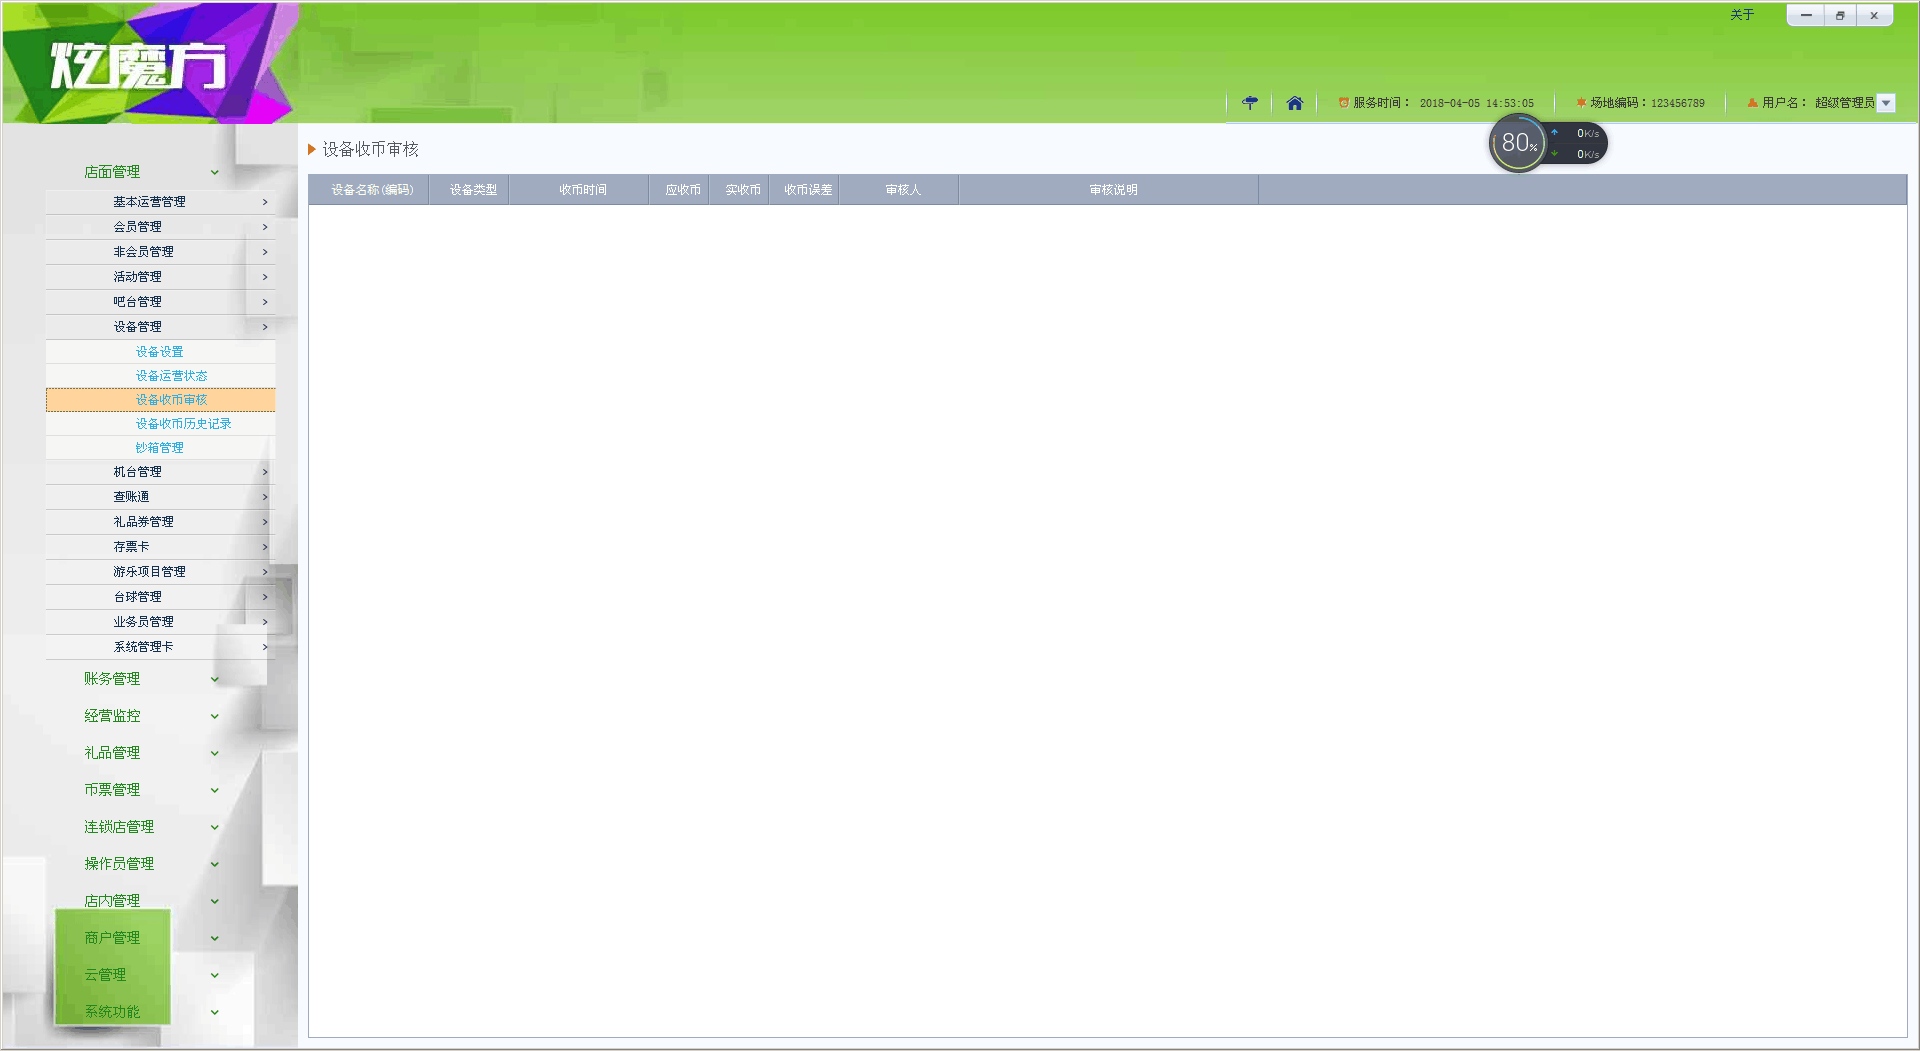 关于
炫魔方
服务时间： 2018-04-05 14:53:05
场地编码：123456789
用户名： 超级管理员
80%
0K/s
0K/s
设备收币审核
设备名称(编码) 设备类型 收币时间 应收币 实收币 收币误差 审核人 审核说明
店面管理
基本运营管理
会员管理
非会员管理
活动管理
吧台管理
设备管理
设备设置
设备运营状态
设备收币审核
设备收币历史记录
钞箱管理
机台管理
查账通
礼品券管理
存票卡
游乐项目管理
台球管理
业务员管理
系统管理卡
账务管理
经营监控
礼品管理
币票管理
连锁店管理
操作员管理
店内管理
商户管理
云管理
系统功能